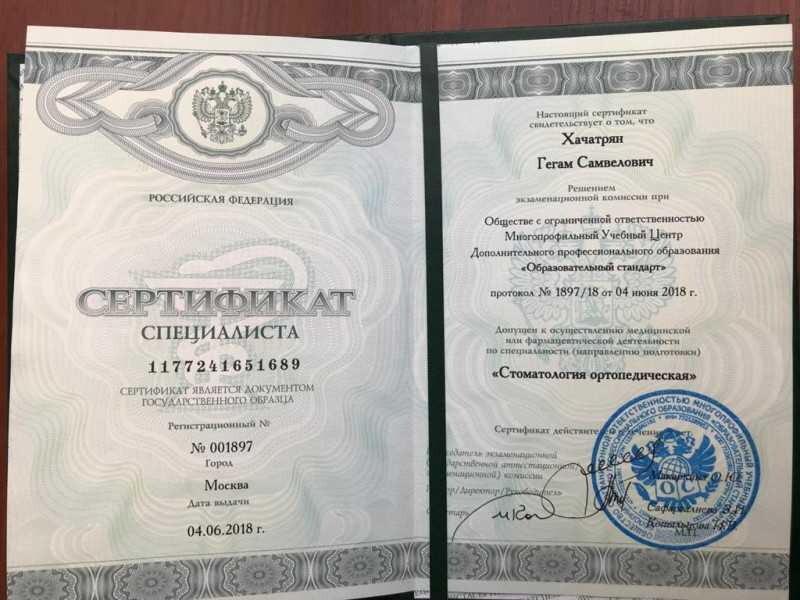 РОССИЙСКАЯ ФЕДЕРАЦИЯ
СЕРТИФИКАТ
СПЕЦИАЛИСТА
1177241651689
СЕРТИФИКАТ ЯВЛЯЕТСЯ ДОКУМЕНТОМ
ГОСУДАРСТВЕННОГО ОБРАЗЦА
Регистрационный №
№ 001897
Город
Москва
Дата выдачи
04.06.2018 г.
Настоящий сертификат
свидетельствует о том, что
Хачатрян
Гегам Самвелович
Решением
экзаменационной комиссии при
Обществе с ограниченной ответственностью
Многопрофильный Учебный Центр
Дополнительного профессионального образования
«Образовательный стандарт»
протокол № 1897/18 от 04 июня 2018 г.
Допущен к осуществлению медицинской
или фармацевтической деятельности
по специальности (направлению подготовки)
«Стоматология ортопедическая»
Сертификат действителен
экзаменационной
комиссии
М.П.